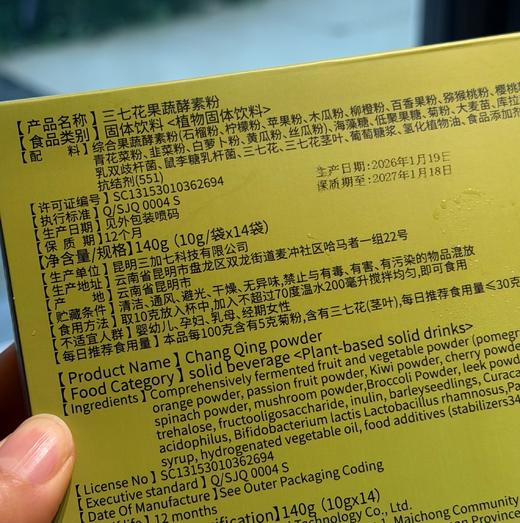 【产品名称】三七花果蔬酵素粉
【食品类别】固体饮料<植物固体饮料>
【配 料】综合果蔬酵素粉(石榴粉、柠檬粉、苹果粉、木瓜粉、柳橙粉、百香果粉、猕猴桃粉、樱桃
青花菜粉、韭菜粉、白萝卜粉、黄瓜粉、丝瓜粉)、海藻糖、低聚果糖、菊粉、大麦苗、库拉
乳双歧杆菌、鼠李糖乳杆菌、三七花、三七花茎叶、葡萄糖浆、氢化植物油、食品添加剂
抗结剂(551)
【许可证编号】SC13153010362694
【执行标准】Q/SJQ 0004 S
【生产日期】见外包装喷码
【保 质 期】12个月
生产日期:2026年1月19日
保质期至:2027年1月18日
【净含量/规格】140g（10g/袋x14袋）
【生产单位】昆明三加七科技有限公司
【生产地址】云南省昆明市盘龙区双龙街道麦冲社区哈马者一组22号
【产 地】云南省昆明市
【贮藏条件】清洁、通风、避光、干燥、无异味,禁止与有毒、有害、有污染的物品混放
【食用方法】取10克放入杯中,加入不超过70度温水200毫升搅拌均匀,即可食用
【不适宜人群】婴幼儿、孕妇、乳母、经期女性
【每日推荐食用量】本品每100克含有5克菊粉,含有三七花(茎叶),每日推荐食用量≤30克
【Product Name】Chang Qing powder
【Food Category】solid beverage <Plant-based solid drinks>
【Ingredients】Comprehensively fermented fruit and vegetable powder (pomegr
orange powder, passion fruit powder, Kiwi powder, cherry powde
spinach powder, mushroom powder,Broccoli Powder, leek powd
trehalose, fructooligosaccharide, inulin, barleyseedlings, Curaca
acidophilus, Bifidobacterium lactis Lactobacillus rhamnosus,Pa
syrup, hydrogenated vegetable oil, food additives (stabilizers34
【License No】SC13153010362694
【Executive standard】Q/SJQ 0004 S
【Date Of Manufacture】See Outer Packaging Coding
12 months
140g (10gx14)
Technology Co., Ltd.
Maichong Community